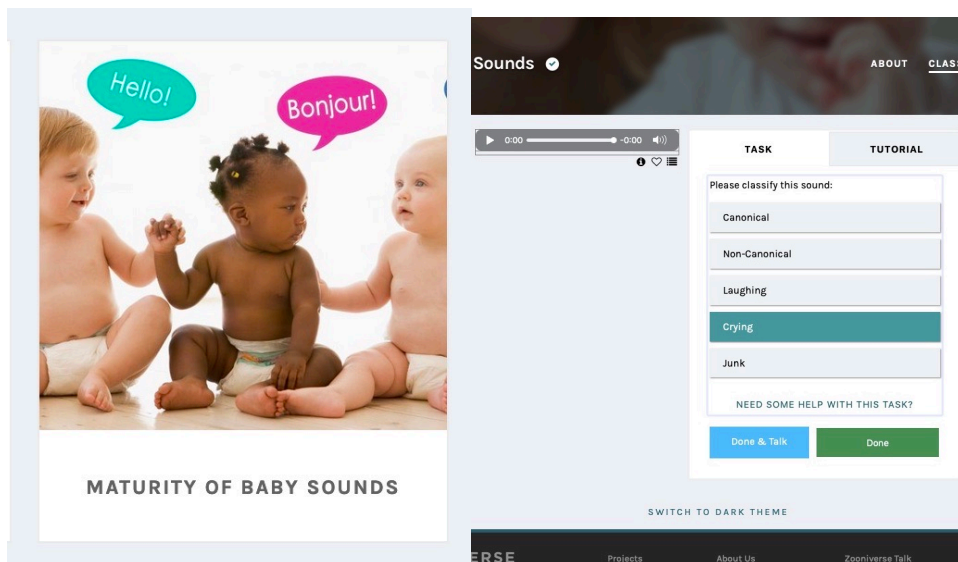 Hello!
Bonjour!
MATURITY OF BABY SOUNDS
Sounds
ABOUT
0:00
-0:00
TASK
TUTORIAL
Please classify this sound:
Canonical
Non-Canonical
Laughing
Crying
Junk
NEED SOME HELP WITH THIS TASK?
Done & Talk
Done
SWITCH TO DARK THEME
Projects
About Us
Zooniverse Talk